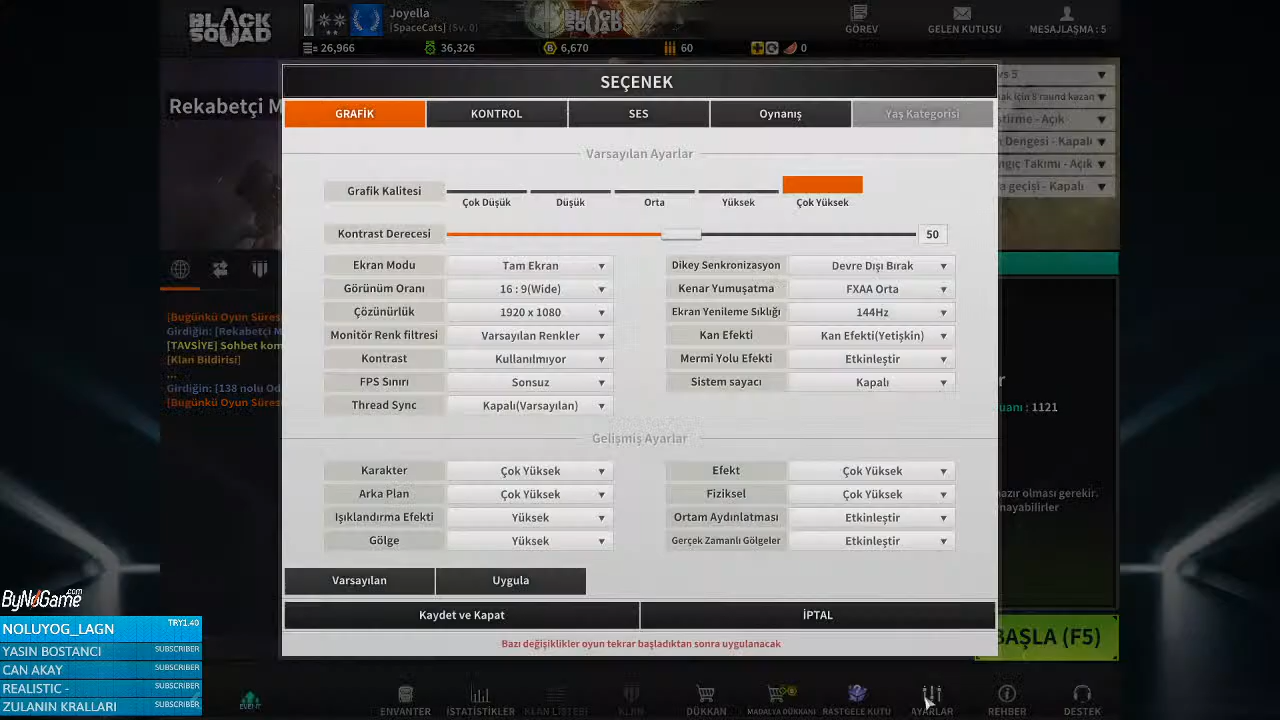 BLACK SQUAD
Joyella
[SpaceCats] (Sv. 0)
26,966
36,326
6,670
60
0
GÖREV
GELEN KUTUSU
MESAJLAŞMA : 5
Rekabetçi M
SEÇENEK
GRAFİK
KONTROL
SES
Oynanış
Yaş Kategorisi
vs 5
ak için 8 raund kazan
tirme - Açık
Dengesi - Kapalı
ngıç Takımı - Açık
a geçişi - Kapalı
Varsayılan Ayarlar
Grafik Kalitesi
Çok Düşük
Düşük
Orta
Yüksek
Çok Yüksek
Kontrast Derecesi
50
Ekran Modu
Tam Ekran
Dikey Senkronizasyon
Devre Dışı Bırak
Görünüm Oranı
16 : 9(Wide)
Kenar Yumuşatma
FXAA Orta
Çözünürlük
1920 x 1080
Ekran Yenileme Sıklığı
144Hz
Monitör Renk filtresi
Varsayılan Renkler
Kan Efekti
Kan Efekti(Yetişkin)
Kontrast
Kullanılmıyor
Mermi Yolu Efekti
Etkinleştir
FPS Sınırı
Sonsuz
Sistem sayacı
Kapalı
Thread Sync
Kapalı(Varsayılan)
[Bugünkü Oyun Süres
Girdiğin: [Rekabetçi M
[TAVSİYE] Sohbet kom
[Klan Bildirisi]
...
Girdiğin: [138 nolu Od
[Bugünkü Oyun Süres
r
uanı : 1121
Gelişmiş Ayarlar
Karakter
Çok Yüksek
Efekt
Çok Yüksek
Arka Plan
Çok Yüksek
Fiziksel
Çok Yüksek
Işıklandırma Efekti
Yüksek
Ortam Aydınlatması
Etkinleştir
Gölge
Yüksek
Gerçek Zamanlı Gölgeler
Etkinleştir
azır olması gerekir.
nayabilirler
Varsayılan
Uygula
Kaydet ve Kapat
İPTAL
Bazı değişiklikler oyun tekrar başladıktan sonra uygulanacak
BAŞLA (F5)
ByNoGame.com
NOLUYOG_LAGN
TRY1.40
YASIN BOSTANCI
SUBSCRIBER
CAN AKAY
SUBSCRIBER
REALISTIC -
SUBSCRIBER
ZULANIN KRALLARI
SUBSCRIBER
EVENT
ENVANTER
İSTATİSTİKLER
KLAN LİSTESİ
KLAN
DÜKKAN
MADALYA DÜKKANI
RASTGELE KUTU
AYARLAR
REHBER
DESTEK